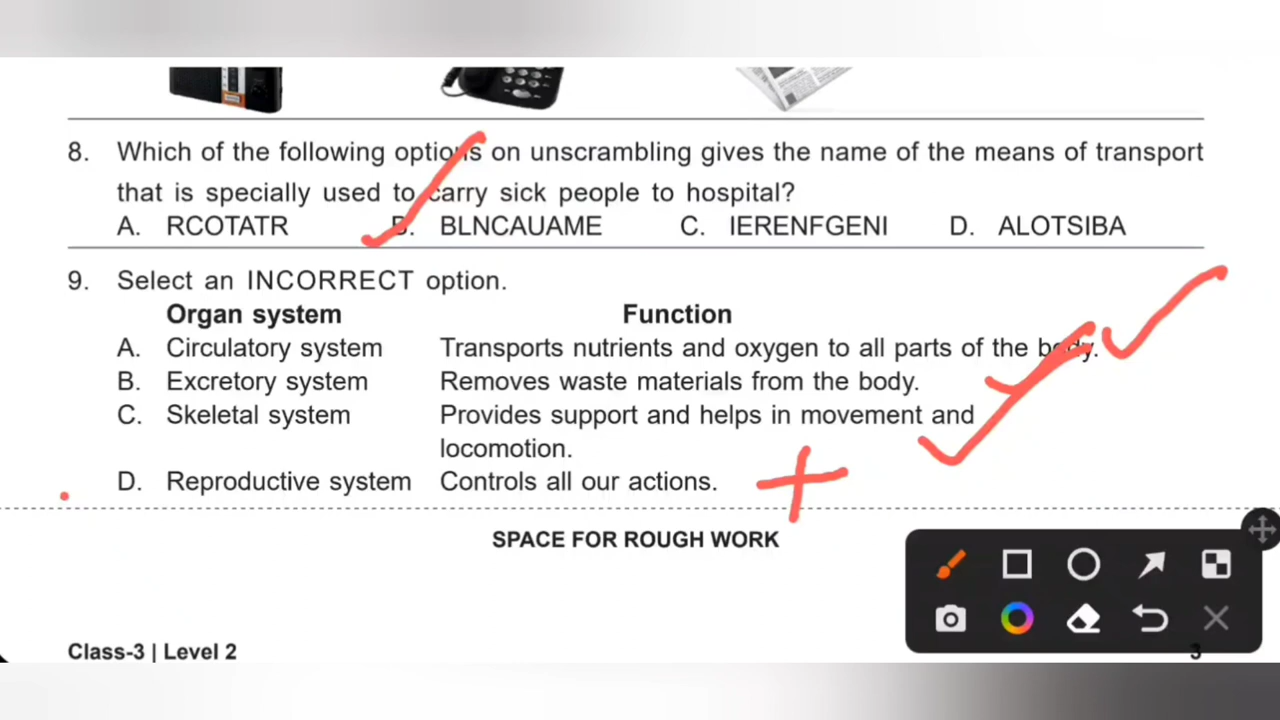 8. Which of the following options on unscrambling gives the name of the means of transport
that is specially used to carry sick people to hospital?
A. RCOTATR B. BLNCAUAME C. IERENFGENI D. ALOTSIBA
9. Select an INCORRECT option.
Organ system Function
A. Circulatory system Transports nutrients and oxygen to all parts of the body.
B. Excretory system Removes waste materials from the body.
C. Skeletal system Provides support and helps in movement and
locomotion.
D. Reproductive system Controls all our actions.
SPACE FOR ROUGH WORK
Class-3 | Level 2 3